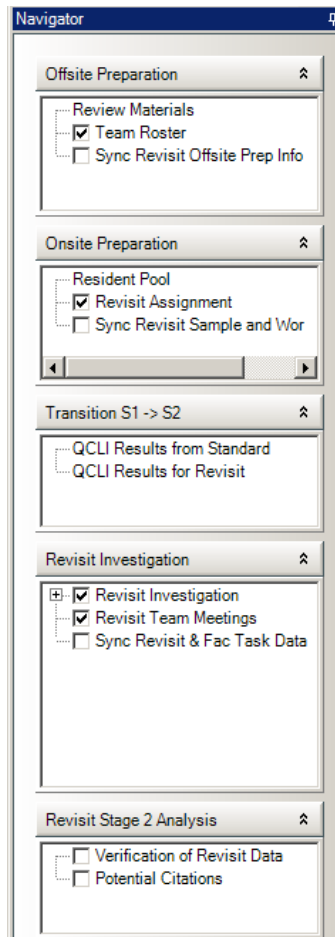 Navigator
Offsite Preparation
Review Materials
Team Roster
Sync Revisit Offsite Prep Info
Onsite Preparation
Resident Pool
Revisit Assignment
Sync Revisit Sample and Wor
Transition S1 -> S2
QCLI Results from Standard
QCLI Results for Revisit
Revisit Investigation
Revisit Investigation
Revisit Team Meetings
Sync Revisit & Fac Task Data
Revisit Stage 2 Analysis
Verification of Revisit Data
Potential Citations